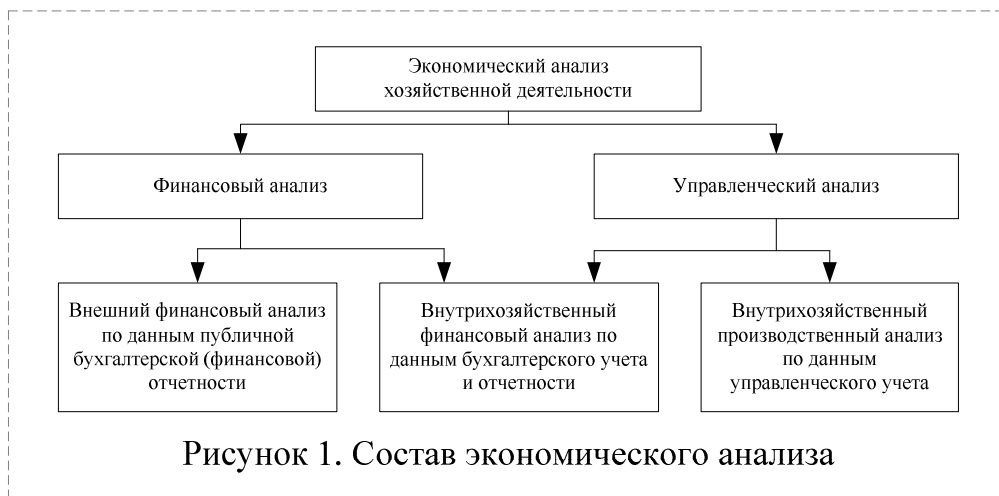 Экономический анализ
хозяйственной деятельности
Финансовый анализ
Управленческий анализ
Внешний финансовый анализ
по данным публичной
бухгалтерской (финансовой)
отчетности
Внутрихозяйственный
финансовый анализ по
данным бухгалтерского учета
и отчетности
Внутрихозяйственный
производственный анализ
по данным
управленческого учета
Рисунок 1. Состав экономического анализа